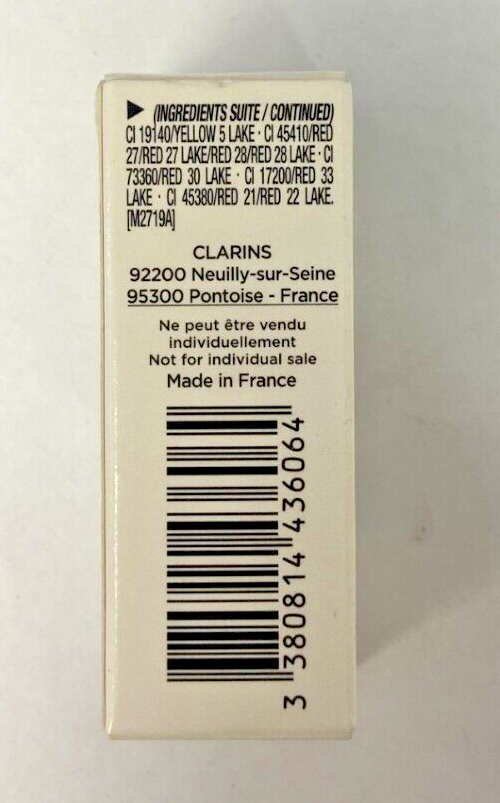 ▶ (INGREDIENTS SUITE / CONTINUED)
CI 19140/YELLOW 5 LAKE · CI 45410/RED
27/RED 27 LAKE/RED 28/RED 28 LAKE · CI
73360/RED 30 LAKE · CI 17200/RED 33
LAKE · CI 45380/RED 21/RED 22 LAKE.
[M2719A]
CLARINS
92200 Neuilly-sur-Seine
95300 Pontoise - France
Ne peut être vendu
individuellement
Not for individual sale
Made in France
3 380814 436064